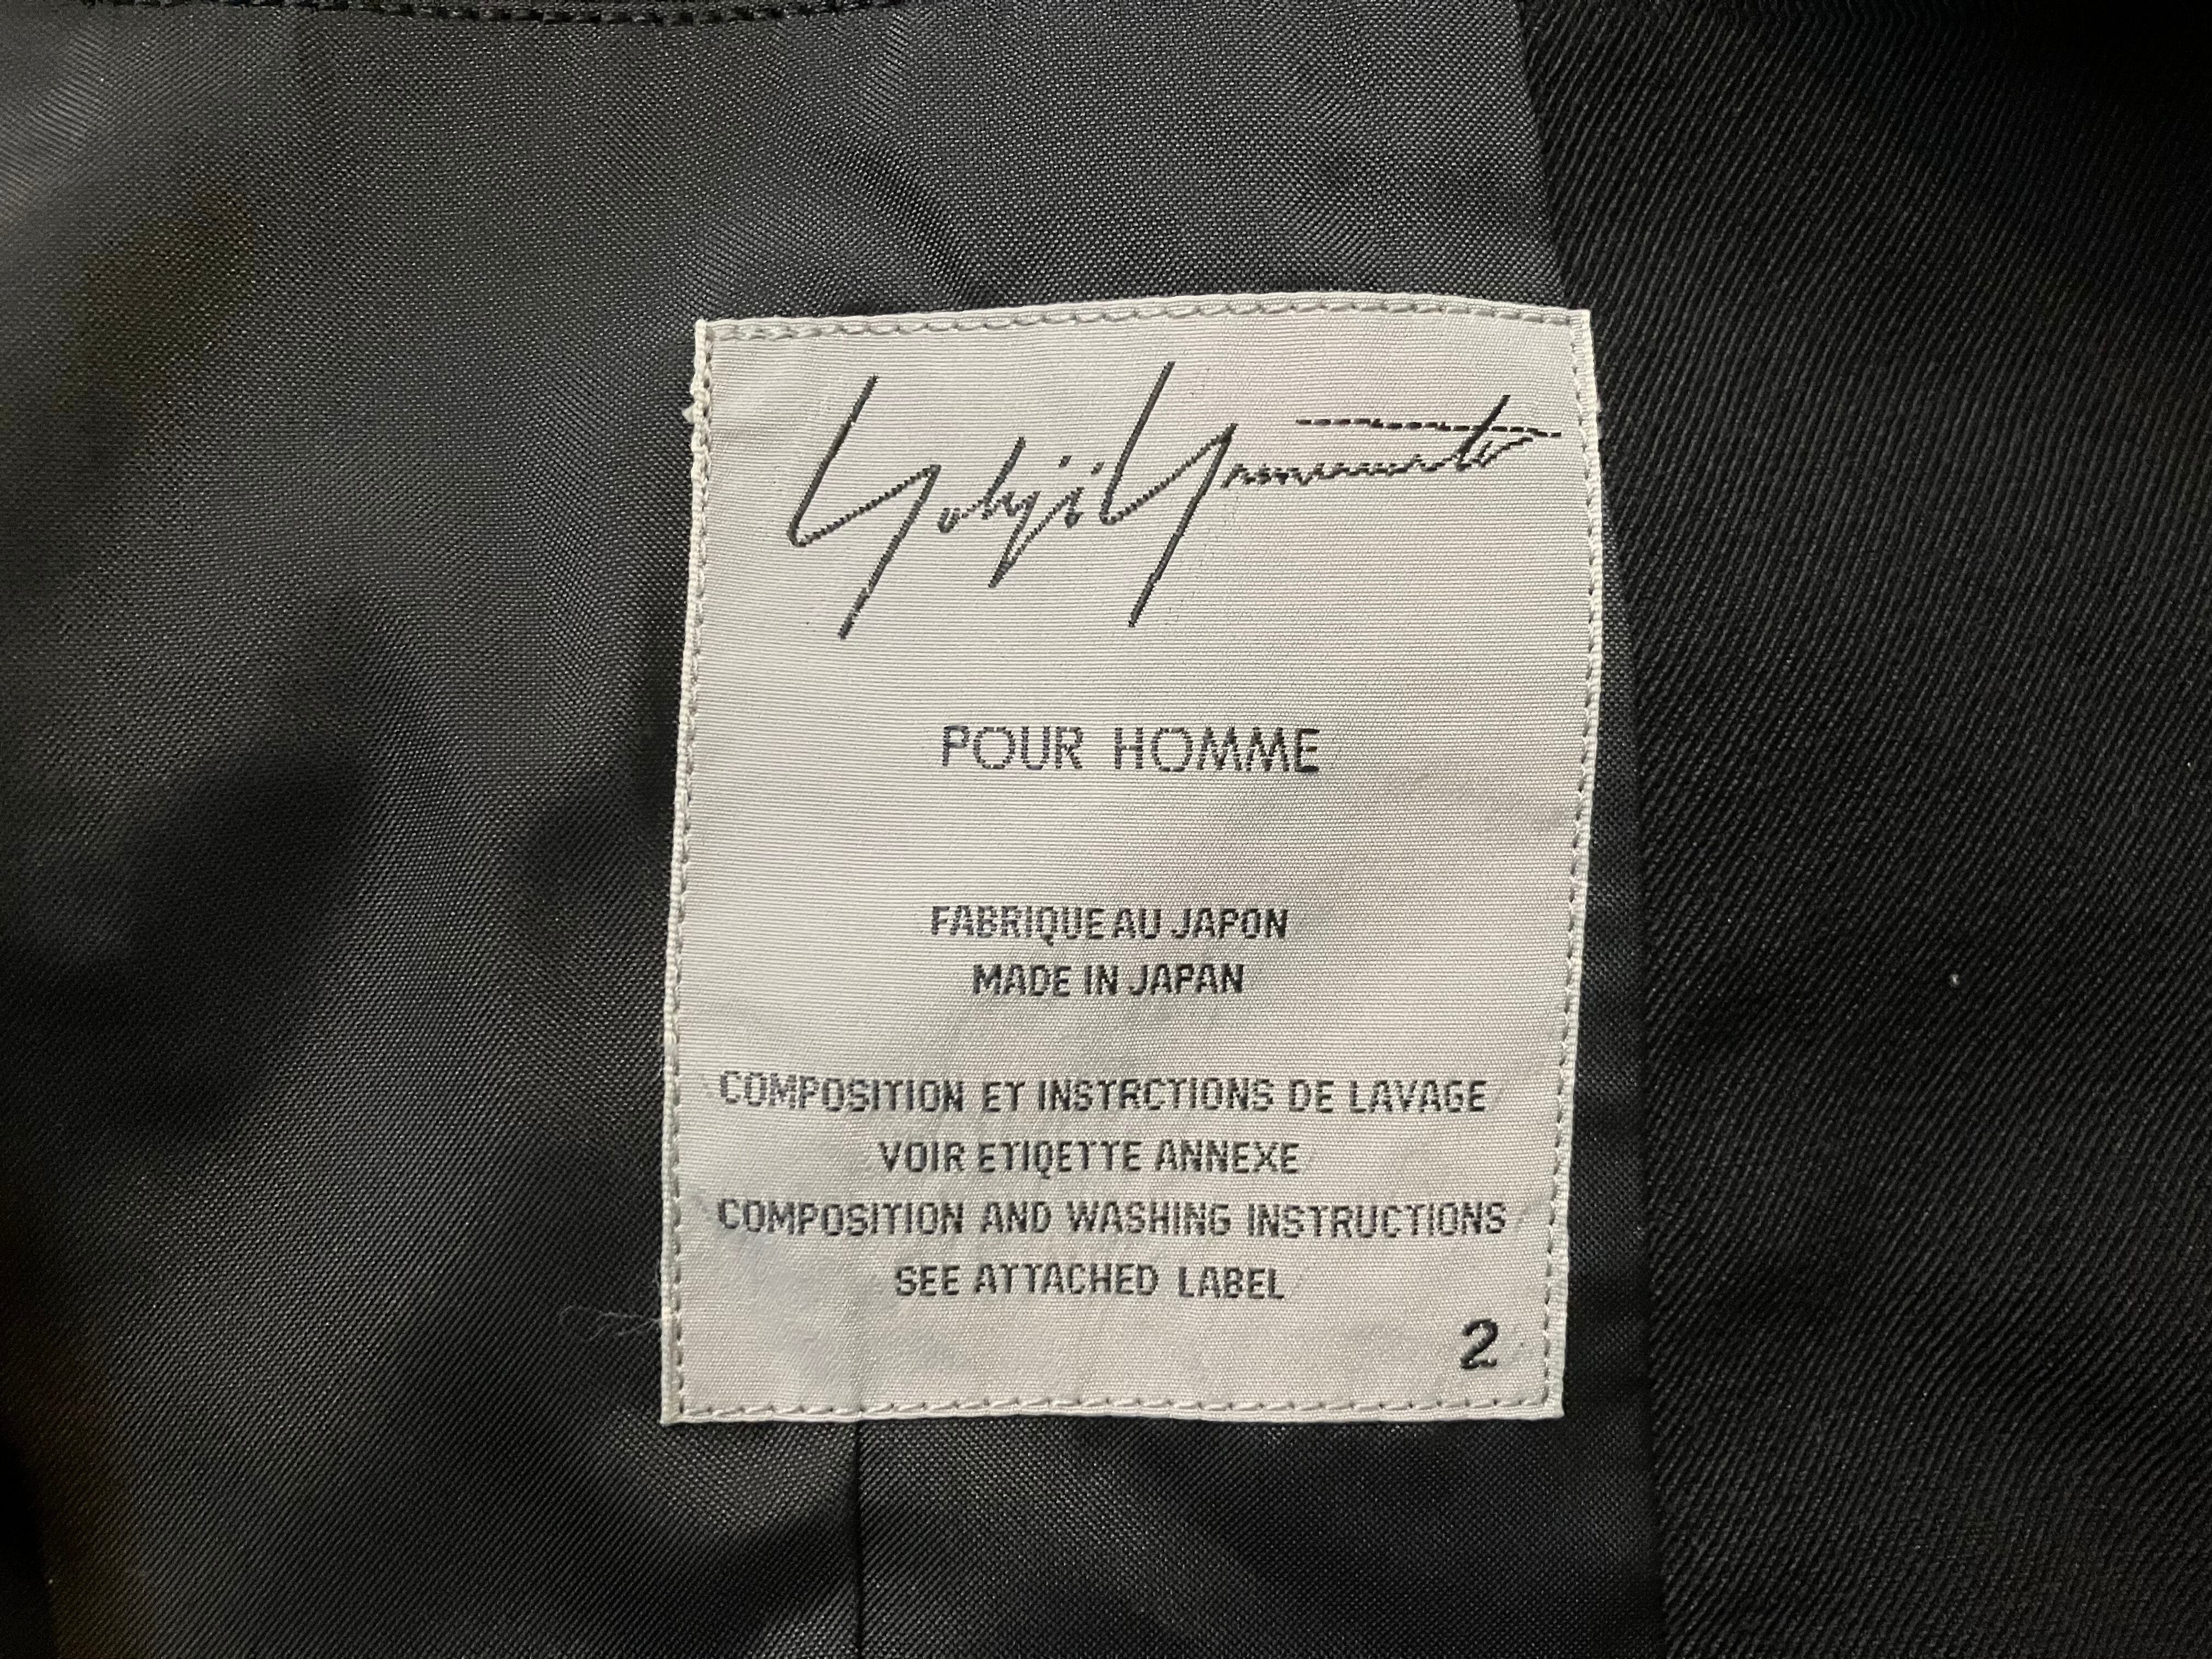 Yohji Yamamoto
POUR HOMME
FABRIQUE AU JAPON
MADE IN JAPAN
COMPOSITION ET INSTRCTIONS DE LAVAGE
VOIR ETIQETTE ANNEXE
COMPOSITION AND WASHING INSTRUCTIONS
SEE ATTACHED LABEL
2